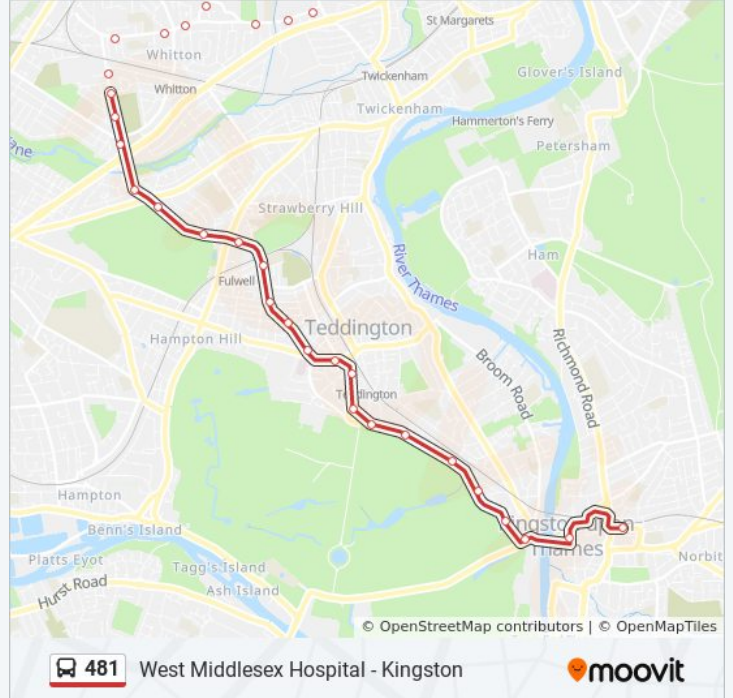 St Margarets
Whitton
Glover's Island
Twickenham
Whitton
Twickenham
Hammerton's Ferry
Petersham
Strawberry Hill
River Thames
Ham
Fulwell
Teddington
Hampton Hill
Richmond Road
Broom Road
Hampton
Benn's Island
Thames
Norbit
Platts Eyot
Tagg's Island
Hurst Road
Ash Island
© OpenStreetMap contributors | © OpenMapTiles
481 West Middlesex Hospital - Kingston
moovit